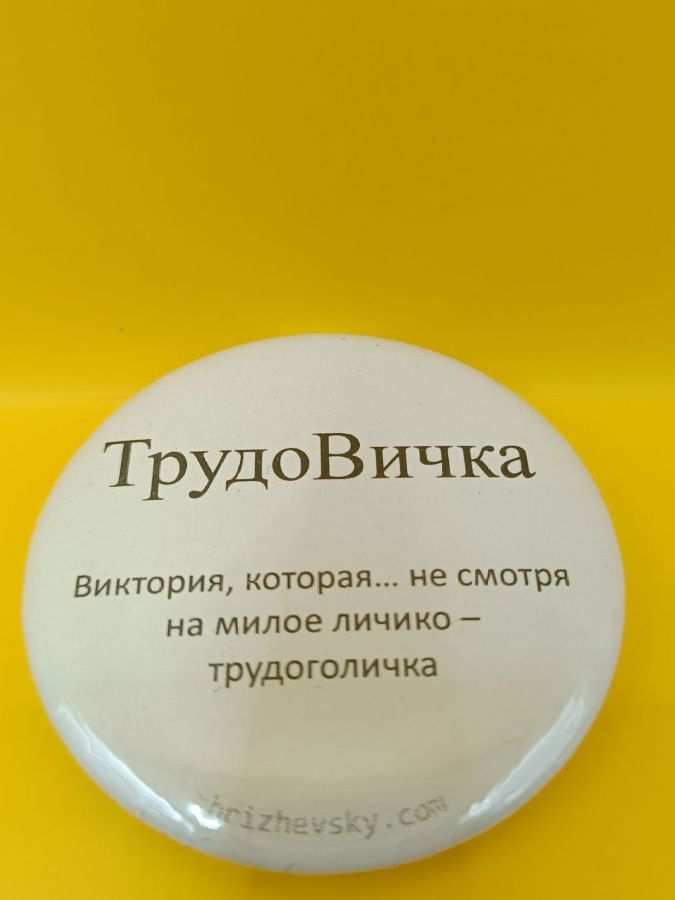 ТрудоВичка
Виктория, которая... не смотря
на милое личико –
трудоголичка